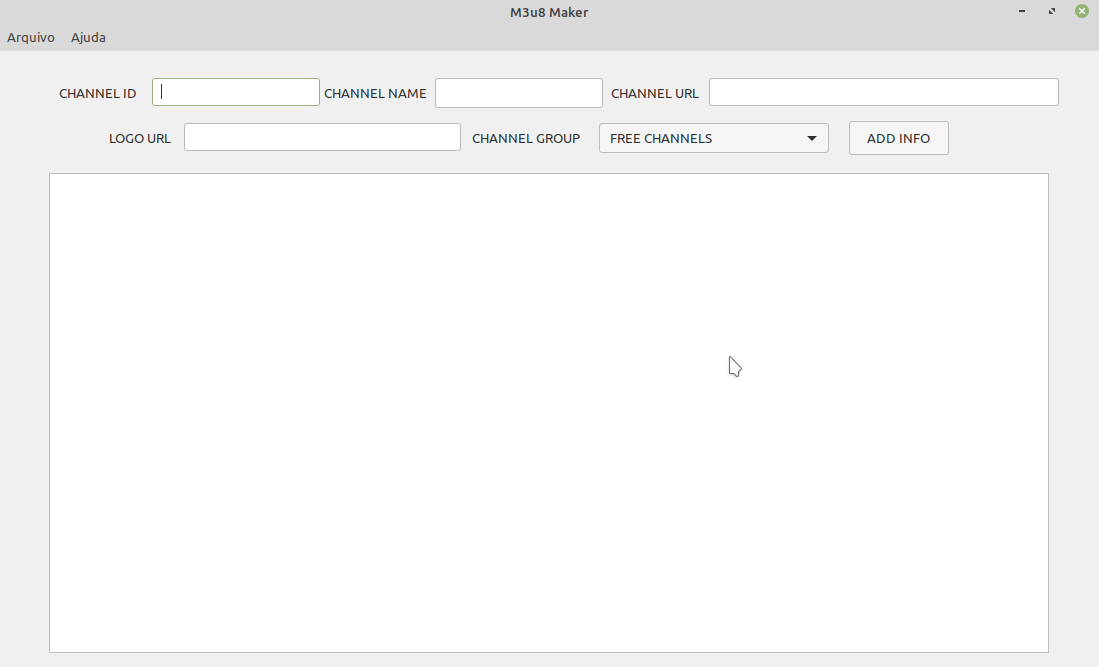 M3u8 Maker
Arquivo Ajuda
CHANNEL ID CHANNEL NAME CHANNEL URL
LOGO URL CHANNEL GROUP FREE CHANNELS ADD INFO